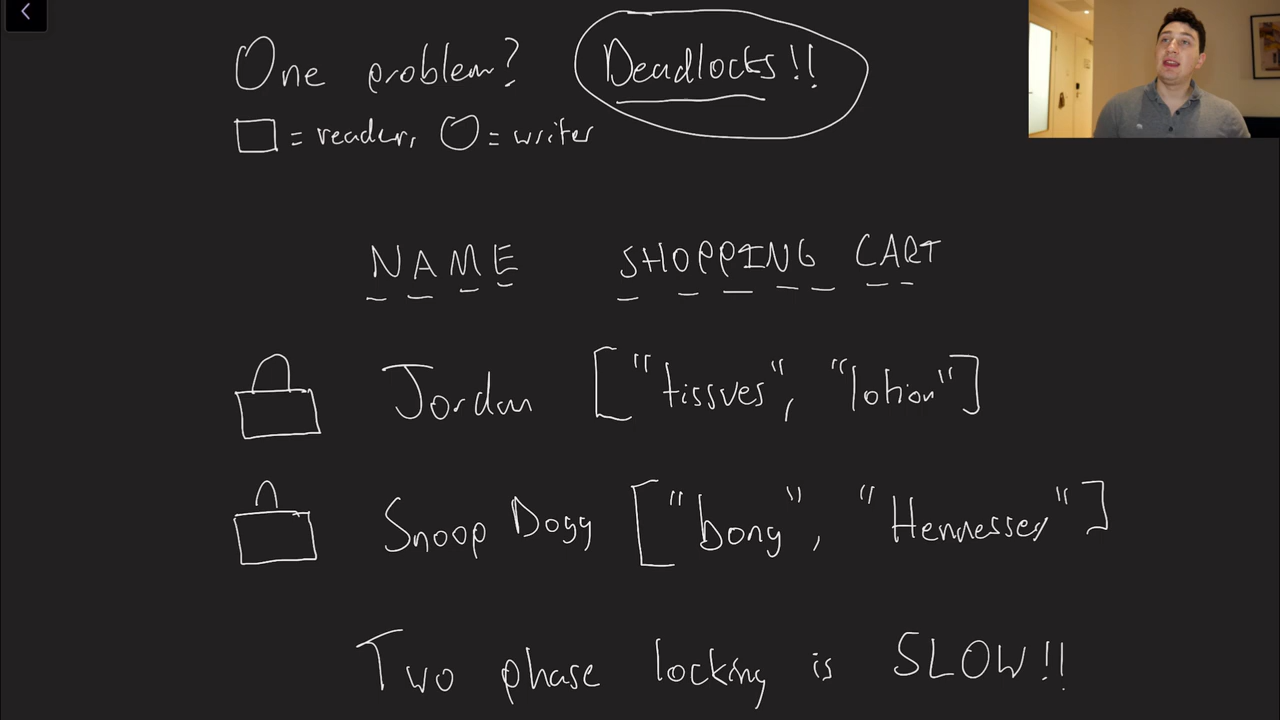 One problem? Deadlocks!!
= reader, = writer
NAME SHOPPING CART
Jordan ["tissues", "lotion"]
Snoop Dogg ["bong", "Hennessey"]
Two phase locking is SLOW!!